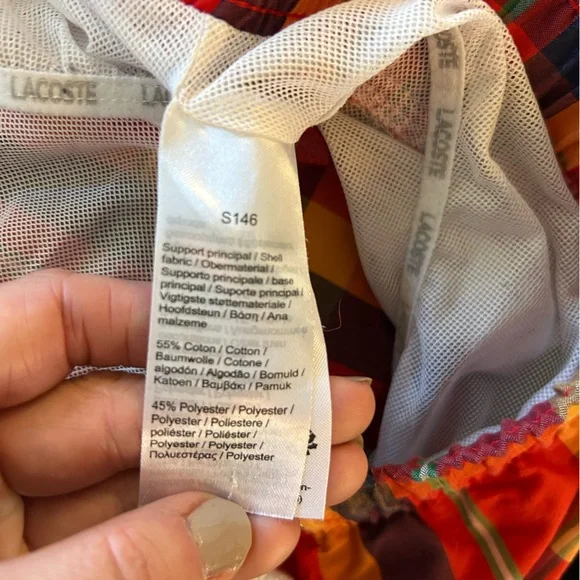 LACOSTE LA
LACOSTE
LACOSTE
S146
Support principal / Shell
fabric / Obermaterial /
Supporto principale / base
principal / Suporte principal /
Vigtigste støttemateriale /
Hoofdsteun / Βάση / Ana
malzeme
55% Coton / Cotton /
Baumwolle / Cotone /
algodón / Algodão / Bomuld /
Katoen / Βαμβάκι / Pamuk
45% Polyester / Polyester /
Polyester / Poliestere /
poliéster / Poliéster /
Polyester / Polyester /
Πολυεστέρας / Polyester